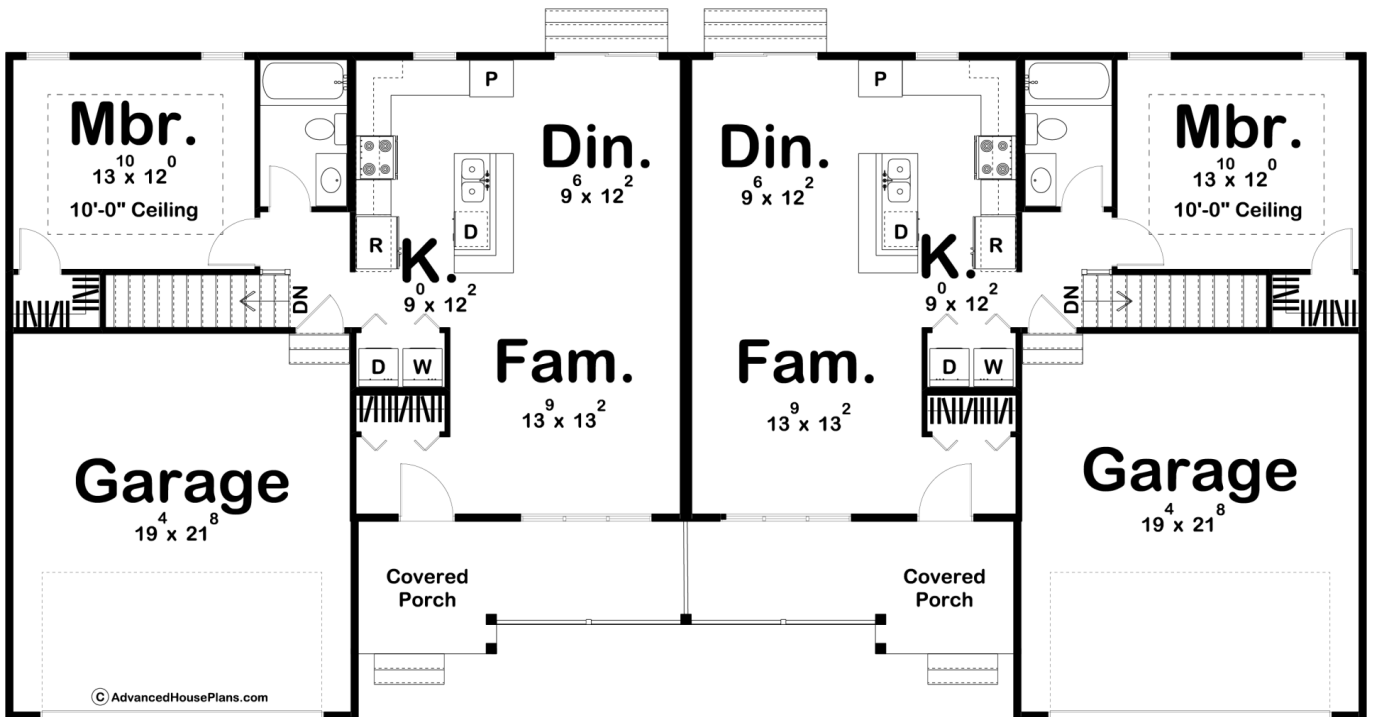 P
P
Mbr.
13¹⁰ x 12⁰
10'-0" Ceiling
Din.
9⁶ x 12²
Din.
9⁶ x 12²
Mbr.
13¹⁰ x 12⁰
10'-0" Ceiling
R
D
K.
9⁰ x 12²
D
R
K.
9⁰ x 12²
DN
DN
D
W
Fam.
13⁹ x 13²
Fam.
13⁹ x 13²
D
W
Garage
19⁴ x 21⁸
Garage
19⁴ x 21⁸
Covered
Porch
Covered
Porch
© AdvancedHousePlans.com